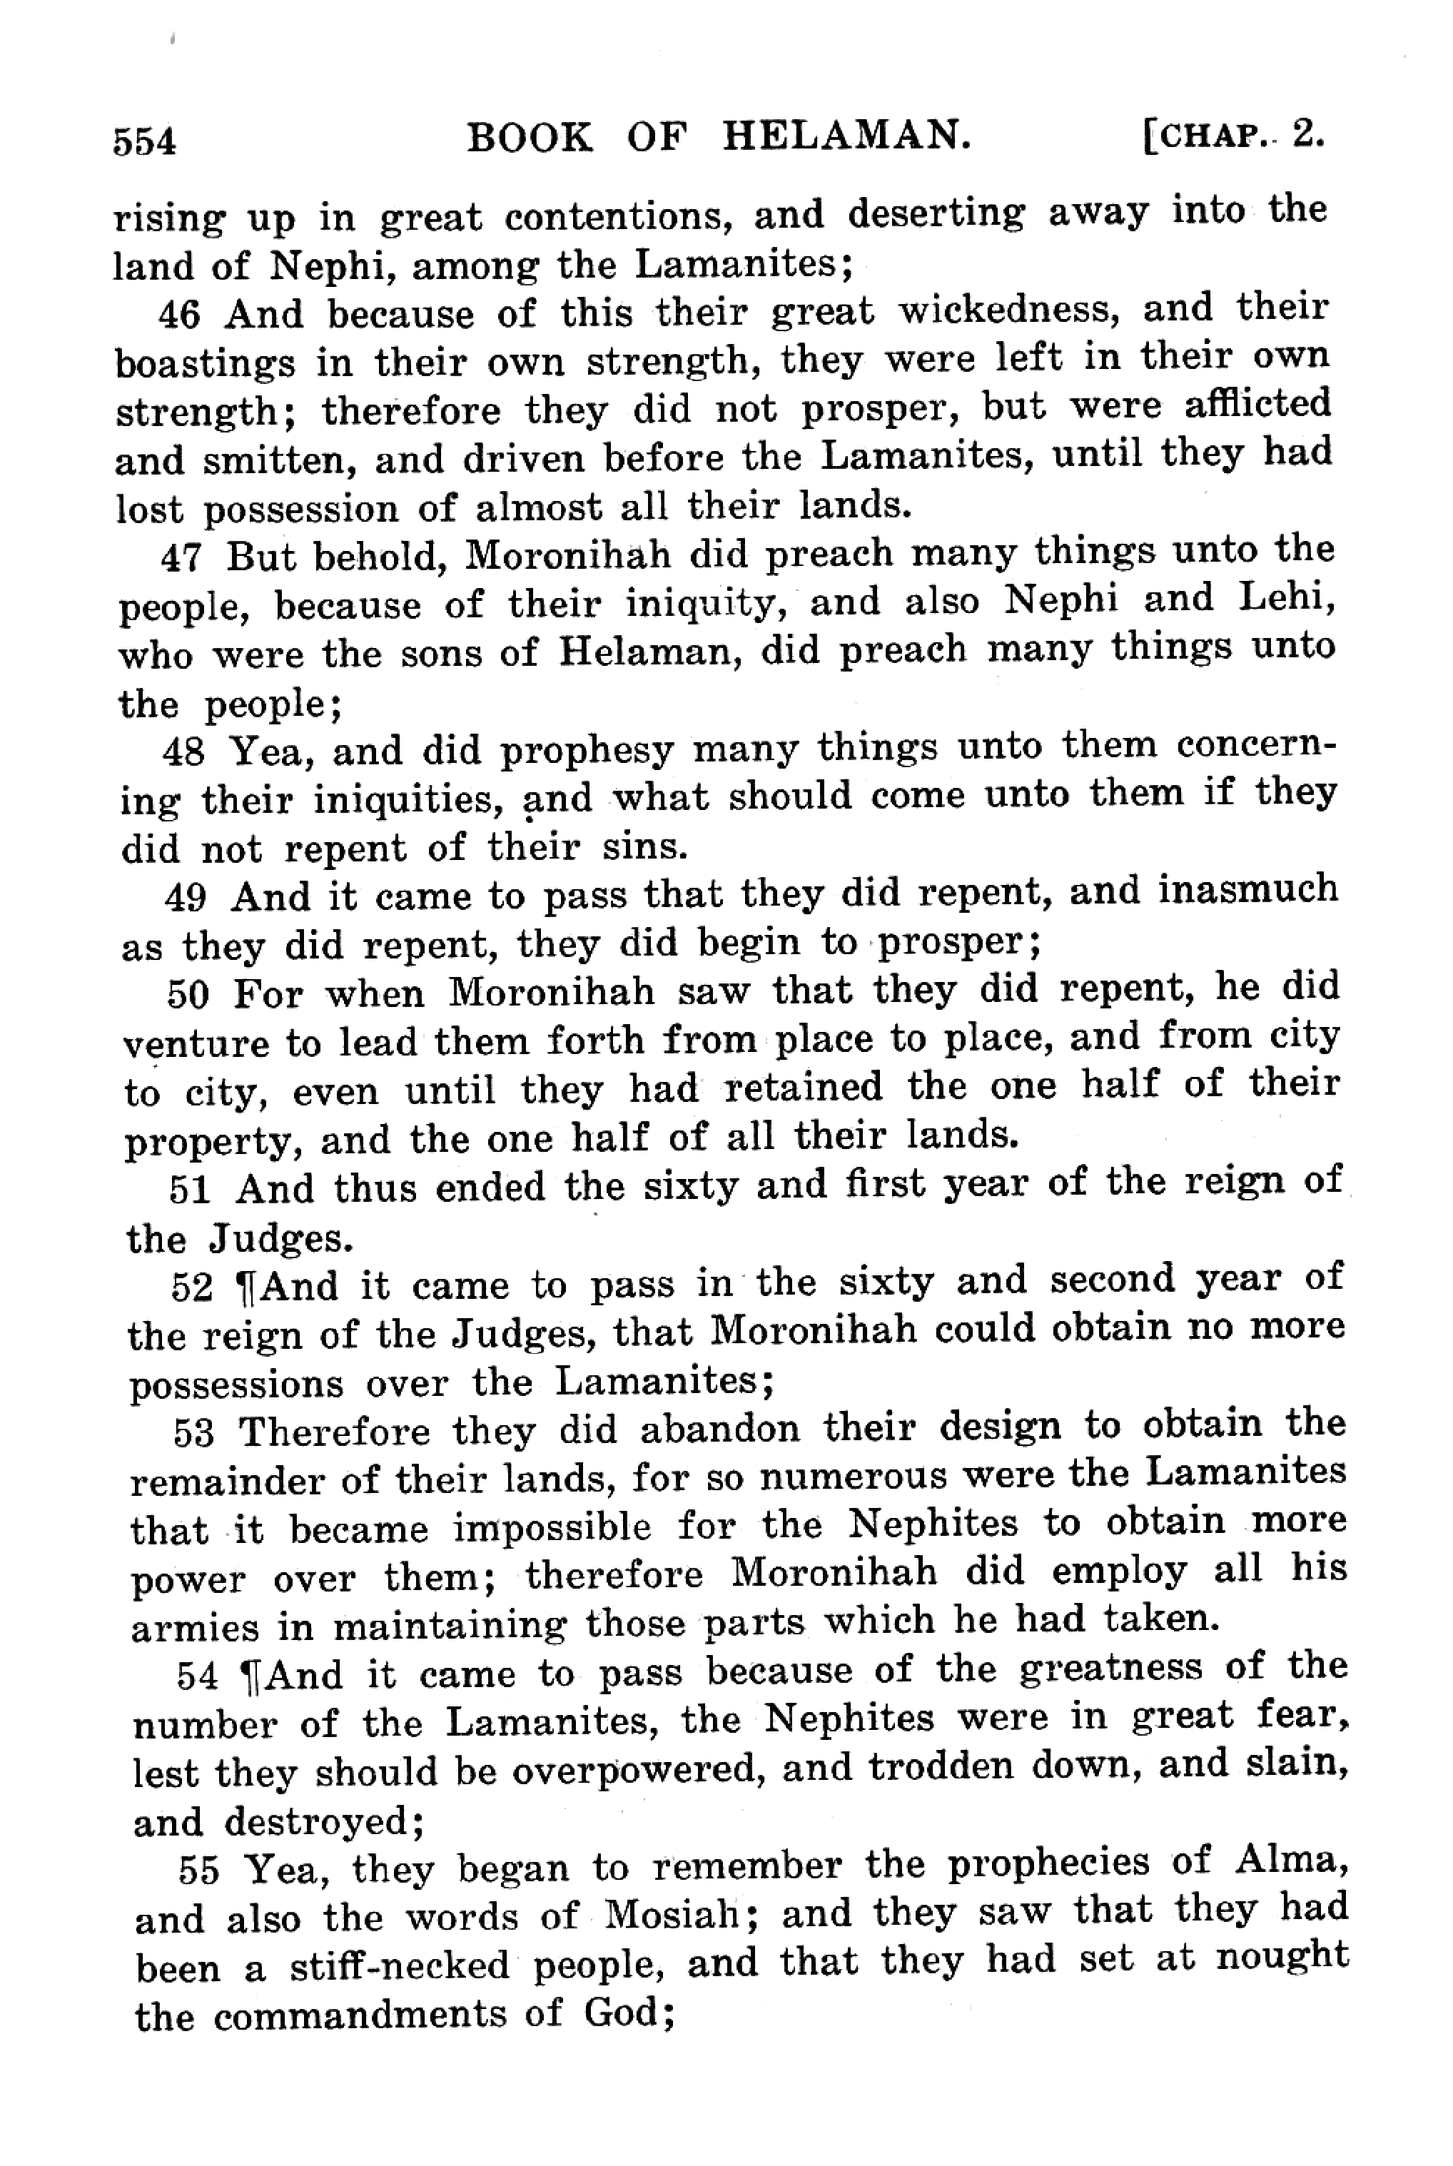 554 BOOK OF HELAMAN. [CHAP.. 2.
rising up in great contentions, and deserting away into the
land of Nephi, among the Lamanites;
46 And because of this their great wickedness, and their
boastings in their own strength, they were left in their own
strength; therefore they did not prosper, but were afflicted
and smitten, and driven before the Lamanites, until they had
lost possession of almost all their lands.
47 But behold, Moronihah did preach many things unto the
people, because of their iniquity, and also Nephi and Lehi,
who were the sons of Helaman, did preach many things unto
the people;
48 Yea, and did prophesy many things unto them concern-
ing their iniquities, and what should come unto them if they
did not repent of their sins.
49 And it came to pass that they did repent, and inasmuch
as they did repent, they did begin to prosper;
50 For when Moronihah saw that they did repent, he did
venture to lead them forth from place to place, and from city
to city, even until they had retained the one half of their
property, and the one half of all their lands.
51 And thus ended the sixty and first year of the reign of
the Judges.
52 ¶And it came to pass in the sixty and second year of
the reign of the Judges, that Moronihah could obtain no more
possessions over the Lamanites;
53 Therefore they did abandon their design to obtain the
remainder of their lands, for so numerous were the Lamanites
that it became impossible for the Nephites to obtain more
power over them; therefore Moronihah did employ all his
armies in maintaining those parts which he had taken.
54 ¶And it came to pass because of the greatness of the
number of the Lamanites, the Nephites were in great fear,
lest they should be overpowered, and trodden down, and slain,
and destroyed;
55 Yea, they began to remember the prophecies of Alma,
and also the words of Mosiah; and they saw that they had
been a stiff-necked people, and that they had set at nought
the commandments of God;